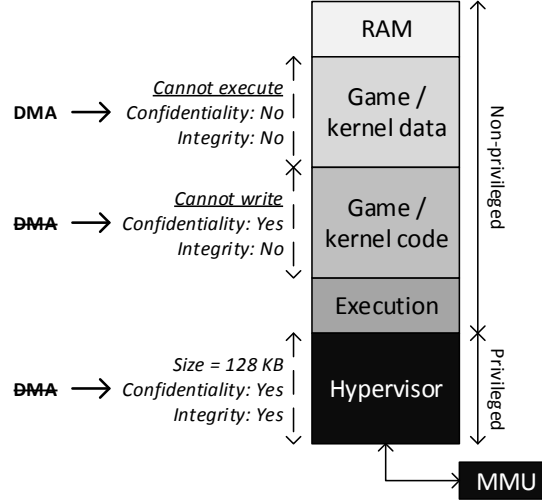 RAM
Cannot execute
Confidentiality: No
Integrity: No
DMA
Game /
kernel data
Non-privileged
Cannot write
Confidentiality: Yes
Integrity: No
DMA
Game /
kernel code
Execution
Size = 128 KB
Confidentiality: Yes
Integrity: Yes
DMA
Hypervisor
Privileged
MMU